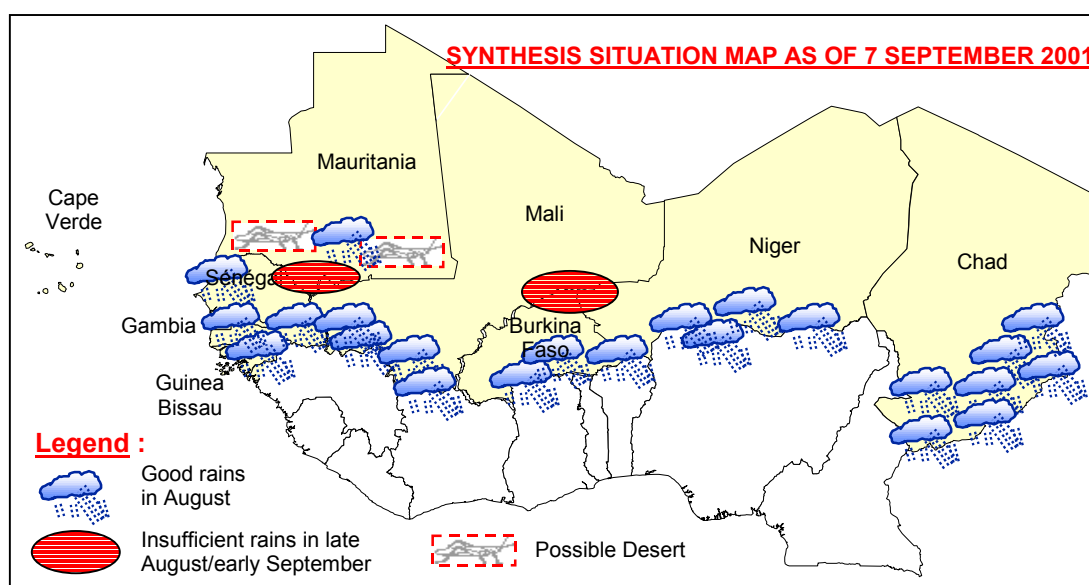 SYNTHESIS SITUATION MAP AS OF 7 SEPTEMBER 2001
Mauritania
Cape
Verde
Mali
Niger
Chad
Sénégal
Gambia
Burkina
Faso
Guinea
Bissau
Legend :
Good rains
in August
Insufficient rains in late
August/early September
Possible Desert